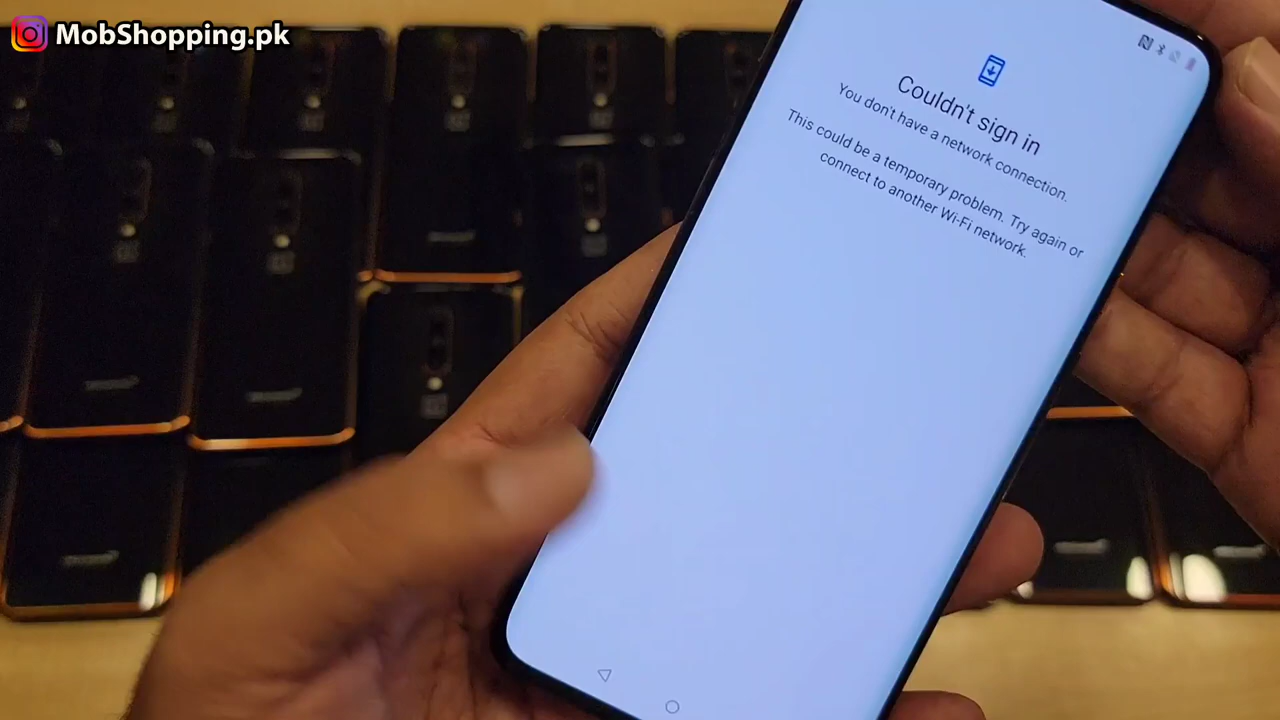 MobShopping.pk
Couldn't sign in
You don't have a network connection.
This could be a temporary problem. Try again or
connect to another Wi-Fi network.